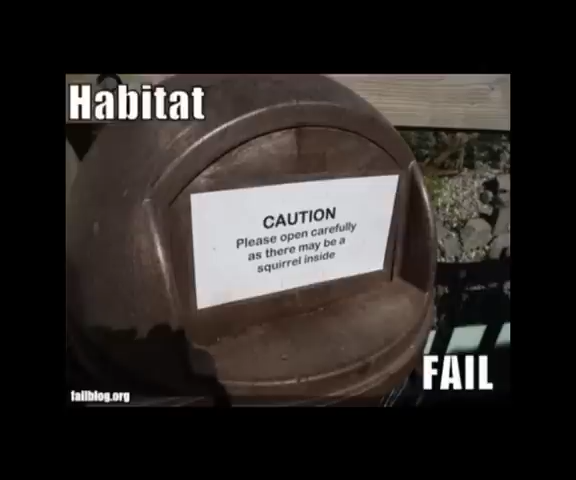 Habitat
CAUTION
Please open carefully
as there may be a
squirrel inside
FAIL
failblog.org